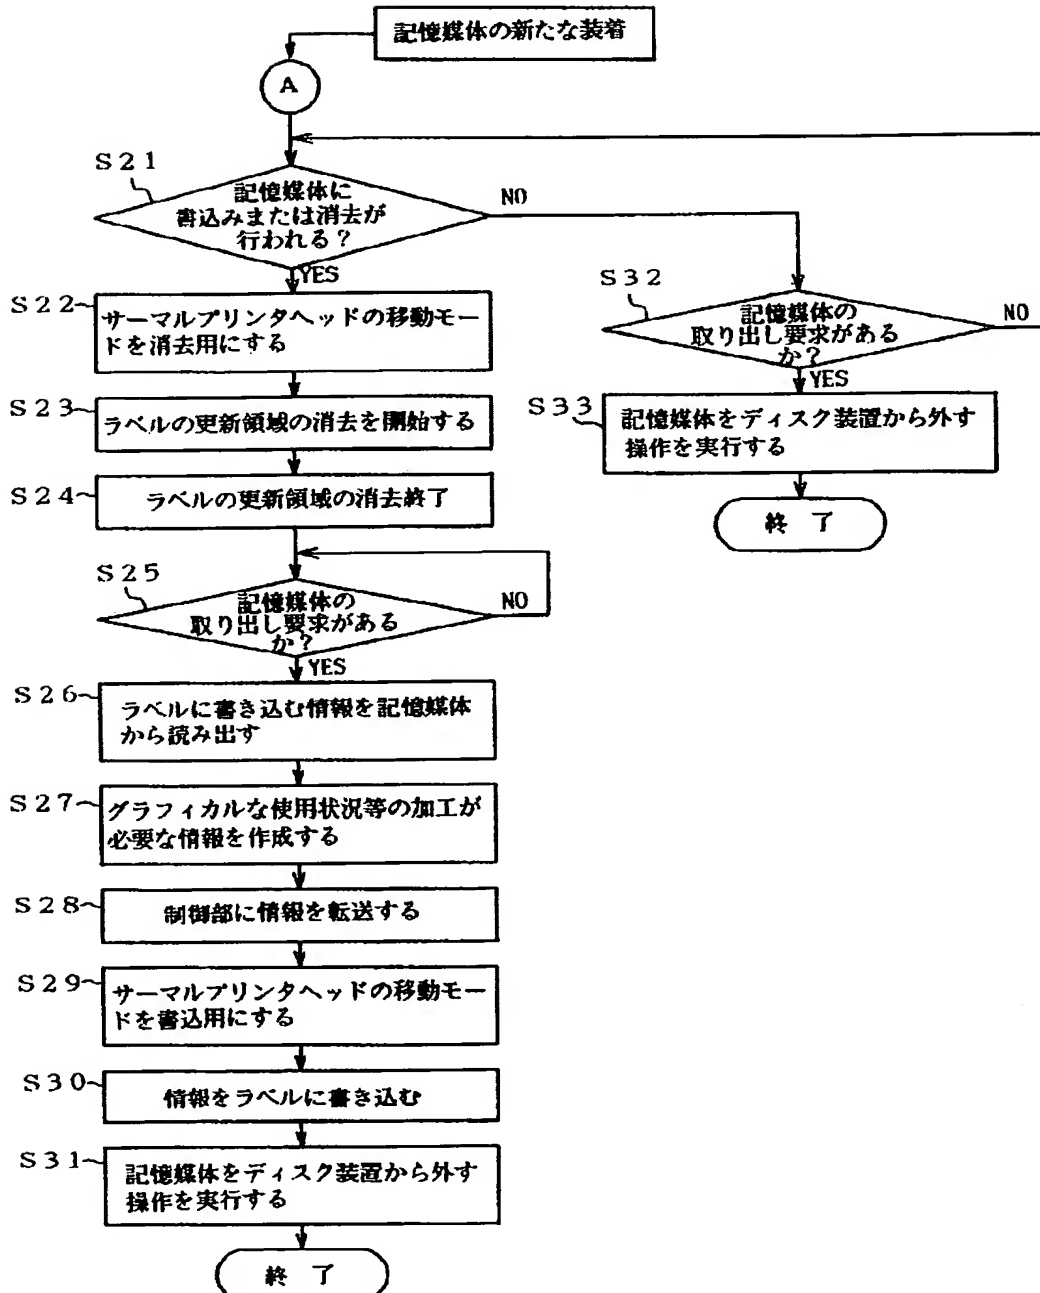 記憶媒体の新たな装着
A
S21
記憶媒体に
書込みまたは消去が
行われる?
NO
YES
S22
サーマルプリンタヘッドの移動モー
ドを消去用にする
S23
ラベルの更新領域の消去を開始する
S24
ラベルの更新領域の消去終了
S25
記憶媒体の
取り出し要求がある
か?
NO
YES
S26
ラベルに書き込む情報を記憶媒体
から読み出す
S27
グラフィカルな使用状況等の加工が
必要な情報を作成する
S28
制御部に情報を転送する
S29
サーマルプリンタヘッドの移動モー
ドを書込用にする
S30
情報をラベルに書き込む
S31
記憶媒体をディスク装置から外す
操作を実行する
終 了
S32
記憶媒体の
取り出し要求がある
か?
NO
YES
S33
記憶媒体をディスク装置から外す
操作を実行する
終 了